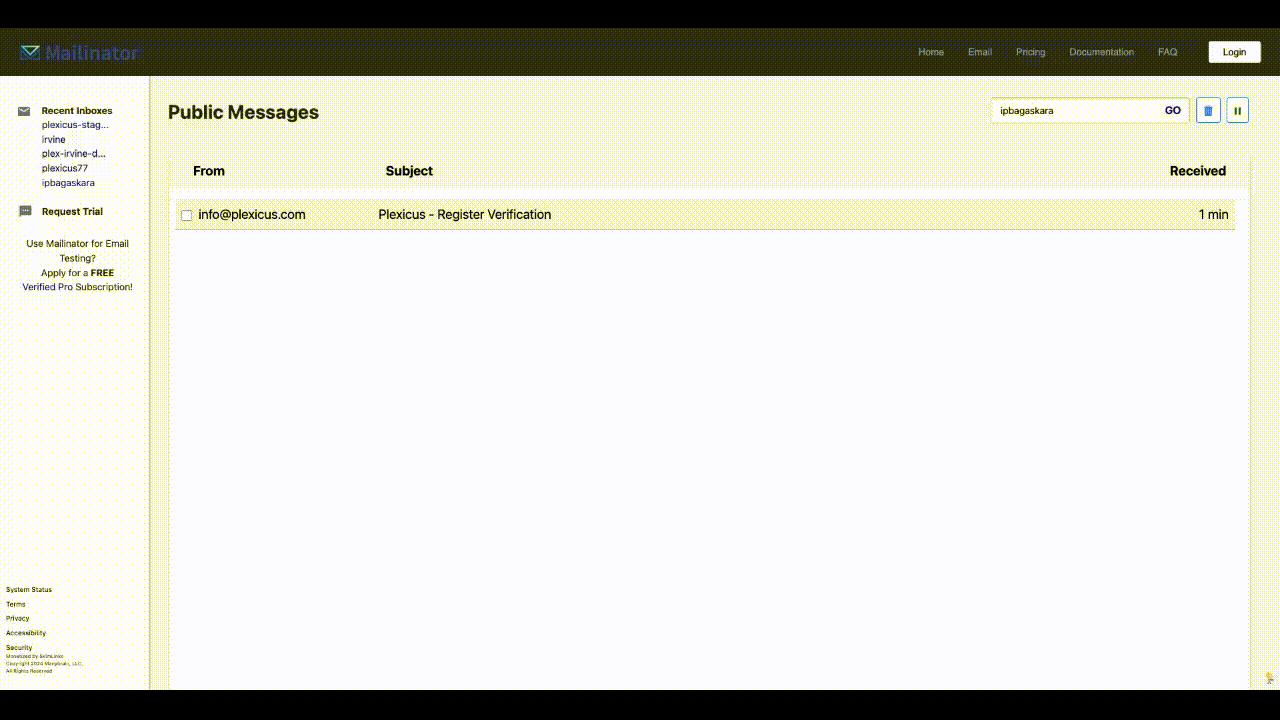 Mailinator
Home Email Pricing Documentation FAQ Login
Recent Inboxes
plexicus-stag...
irvine
plex-irvine-d...
plexicus77
ipbagaskara
Request Trial
Use Mailinator for Email
Testing?
Apply for a FREE
Verified Pro Subscription!
Public Messages
ipbagaskara GO
From Subject Received
info@plexicus.com Plexicus - Register Verification 1 min
System Status
Terms
Privacy
Accessibility
Security
Monetized by SkimLinks
Copyright 2024 Manybrain, LLC.
All Rights Reserved